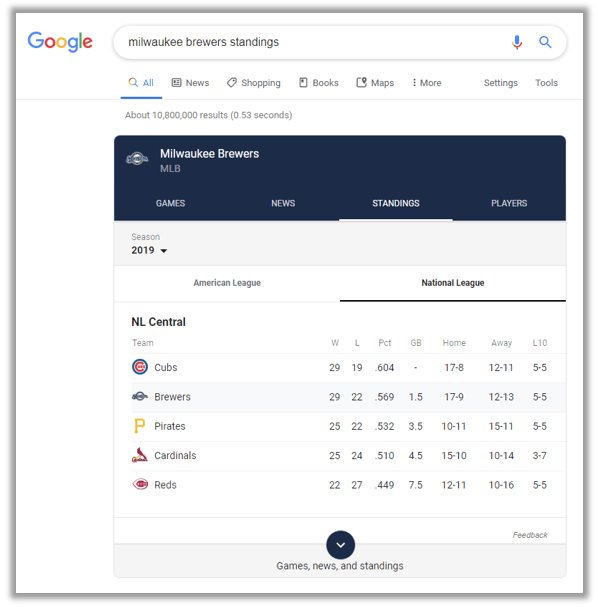 Google milwaukee brewers standings
All News Shopping Books Maps More Settings Tools
About 10,800,000 results (0.53 seconds)
Milwaukee Brewers
MLB
GAMES NEWS STANDINGS PLAYERS
Season
2019
American League National League
NL Central
Team W L Pct GB Home Away L10
Cubs 29 19 .604 - 17-8 12-11 5-5
Brewers 29 22 .569 1.5 17-9 12-13 5-5
P Pirates 25 22 .532 3.5 10-11 15-11 5-5
Cardinals 25 24 .510 4.5 15-10 10-14 3-7
Reds 22 27 .449 7.5 12-11 10-16 5-5
Feedback
Games, news, and standings